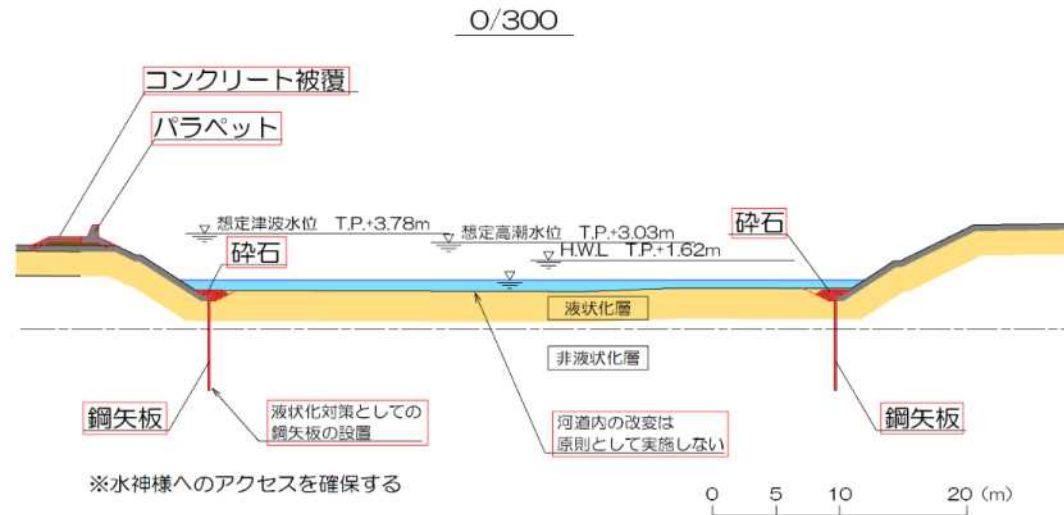 0/300
コンクリート被覆
パラペット
想定津波水位 T.P.+3.78m
想定高潮水位 T.P.+3.03m
H.W.L T.P.+1.62m
砕石
砕石
液状化層
非液状化層
鋼矢板
液状化対策としての
鋼矢板の設置
河道内の改変は
原則として実施しない
鋼矢板
※水神様へのアクセスを確保する
0 5 10 20 (m)